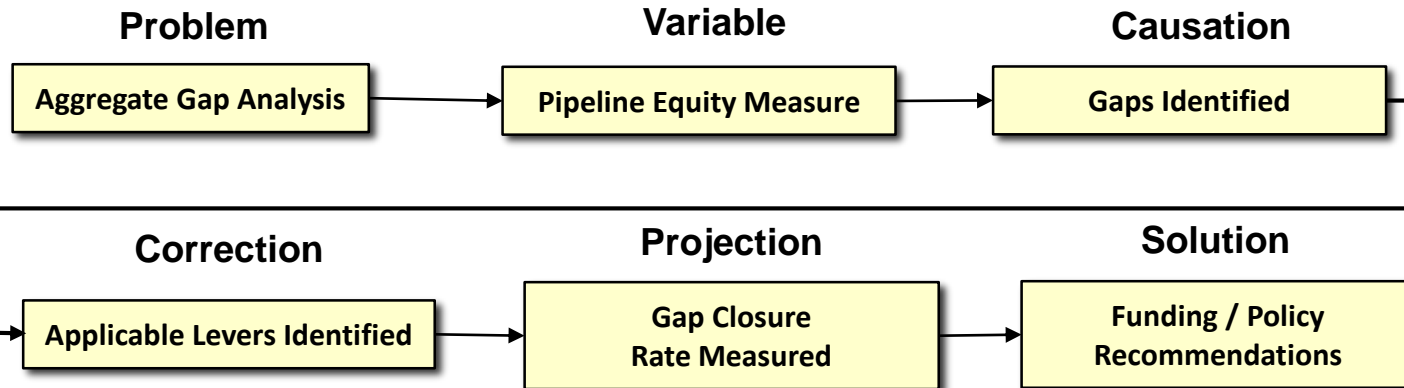 Problem
Variable
Causation
Aggregate Gap Analysis
Pipeline Equity Measure
Gaps Identified
Correction
Projection
Solution
Applicable Levers Identified
Gap Closure
Rate Measured
Funding / Policy
Recommendations